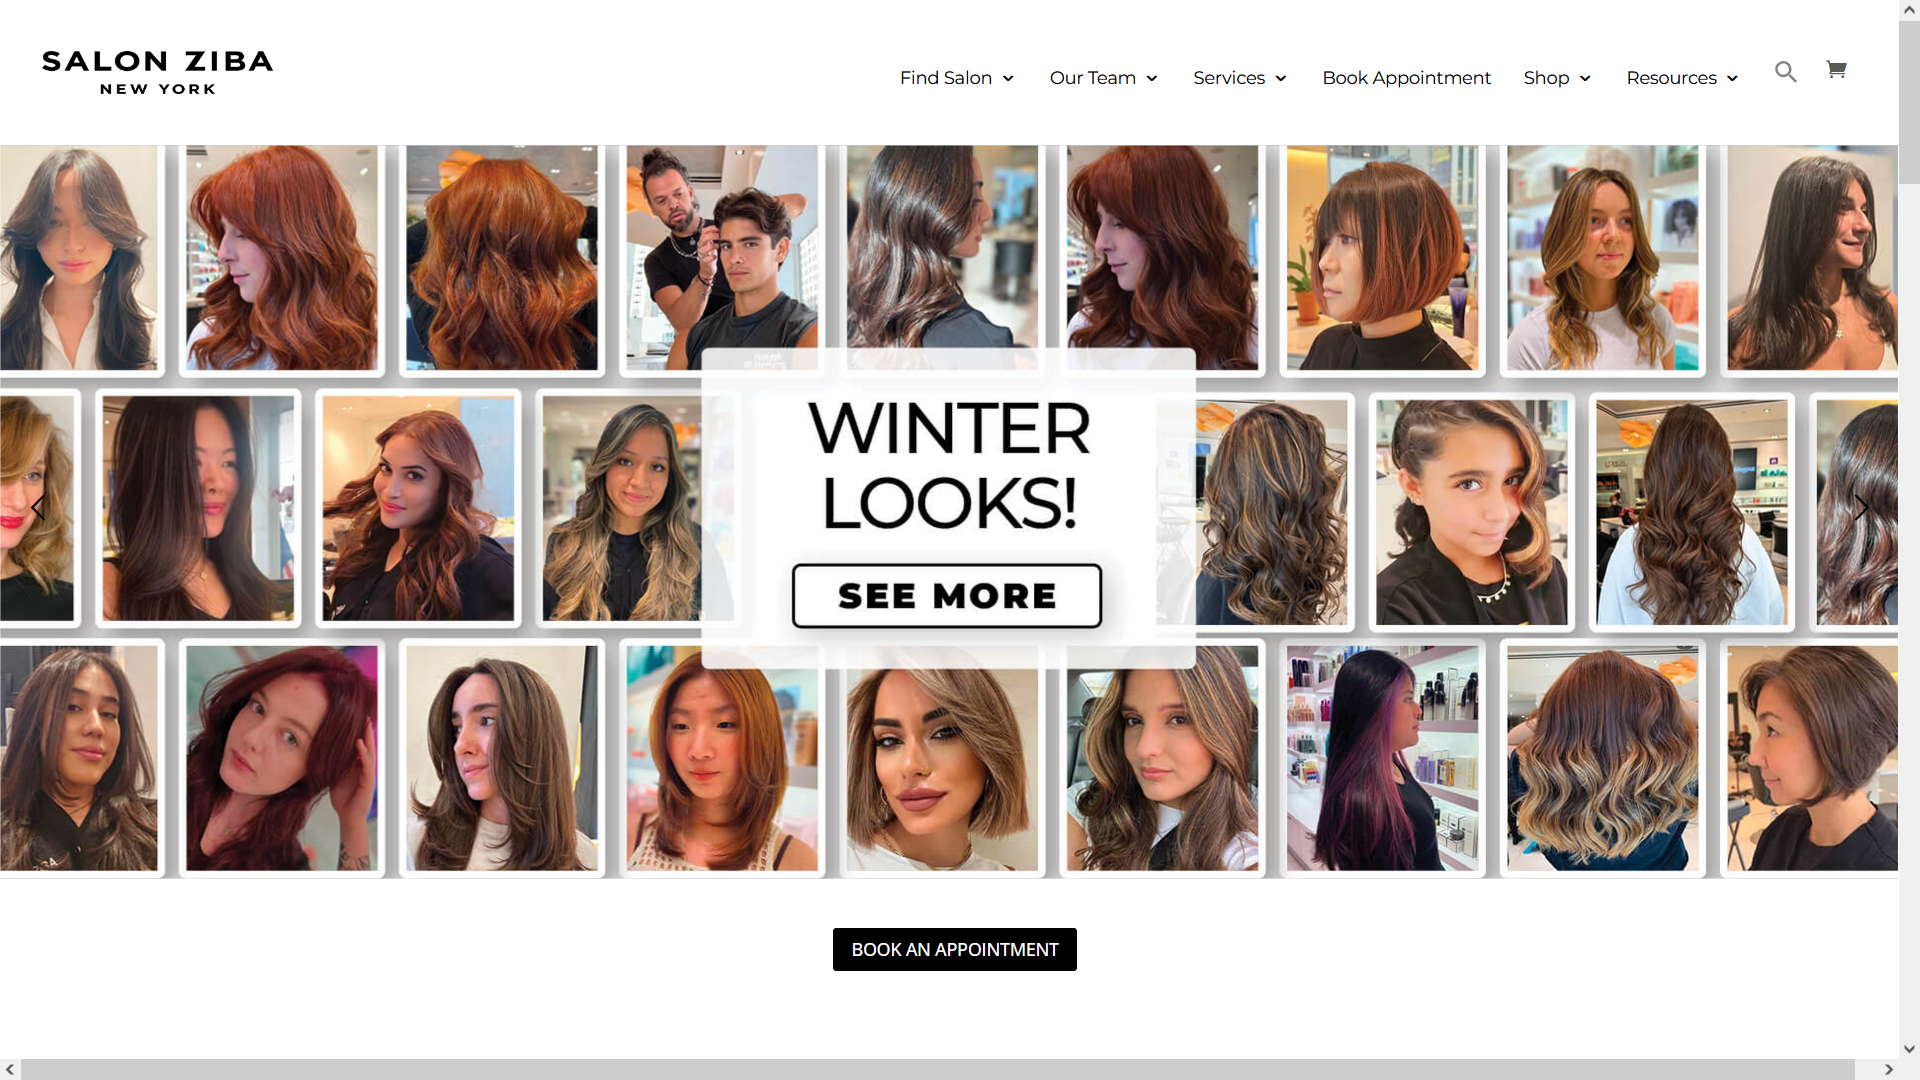 SALON ZIBA
NEW YORK
Find Salon
Our Team
Services
Book Appointment
Shop
Resources
WINTER
LOOKS!
SEE MORE
BOOK AN APPOINTMENT